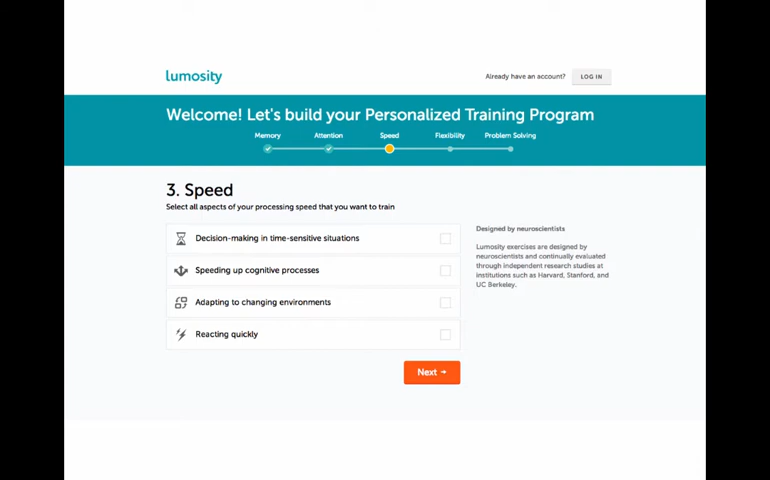 lumosity
Already have an account?
LOG IN
Welcome! Let's build your Personalized Training Program
Memory
Attention
Speed
Flexibility
Problem Solving
3. Speed
Select all aspects of your processing speed that you want to train
Decision-making in time-sensitive situations
Speeding up cognitive processes
Adapting to changing environments
Reacting quickly
Next →
Designed by neuroscientists
Lumosity exercises are designed by
neuroscientists and continually evaluated
through independent research studies at
institutions such as Harvard, Stanford, and
UC Berkeley.